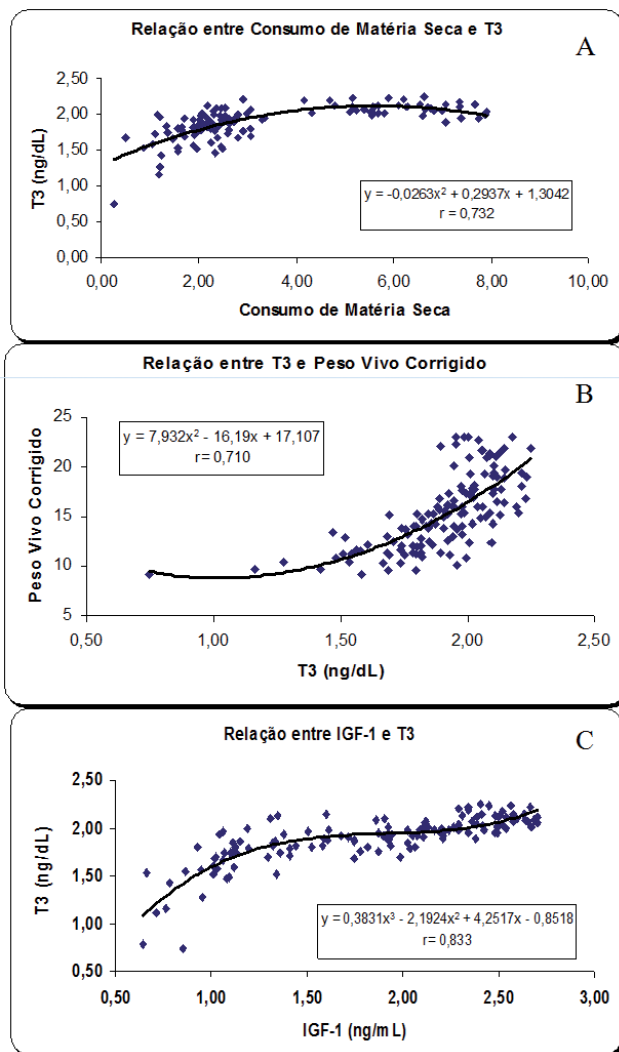 Relação entre Consumo de Matéria Seca e T3
A
2,50
2,00
1,50
1,00
0,50
0,00
T3 (ng/dL)
y = -0,0263x² + 0,2937x + 1,3042
r = 0,732
0,00 2,00 4,00 6,00 8,00 10,00
Consumo de Matéria Seca
Relação entre T3 e Peso Vivo Corrigido
B
25
20
15
10
5
Peso Vivo Corrigido
y = 7,932x² - 16,19x + 17,107
r= 0,710
0,50 1,00 1,50 2,00 2,50
T3 (ng/dL)
Relação entre IGF-1 e T3
C
2,50
2,00
1,50
1,00
0,50
T3 (ng/dL)
y = 0,3831x³ - 2,1924x² + 4,2517x - 0,8518
r= 0,833
0,50 1,00 1,50 2,00 2,50 3,00
IGF-1 (ng/mL)